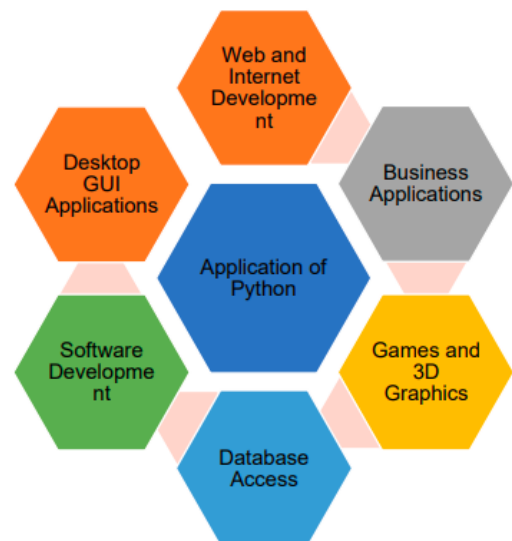 Web and
Internet
Developme
nt
Desktop
GUI
Applications
Business
Applications
Application of
Python
Software
Developme
nt
Games and
3D
Graphics
Database
Access